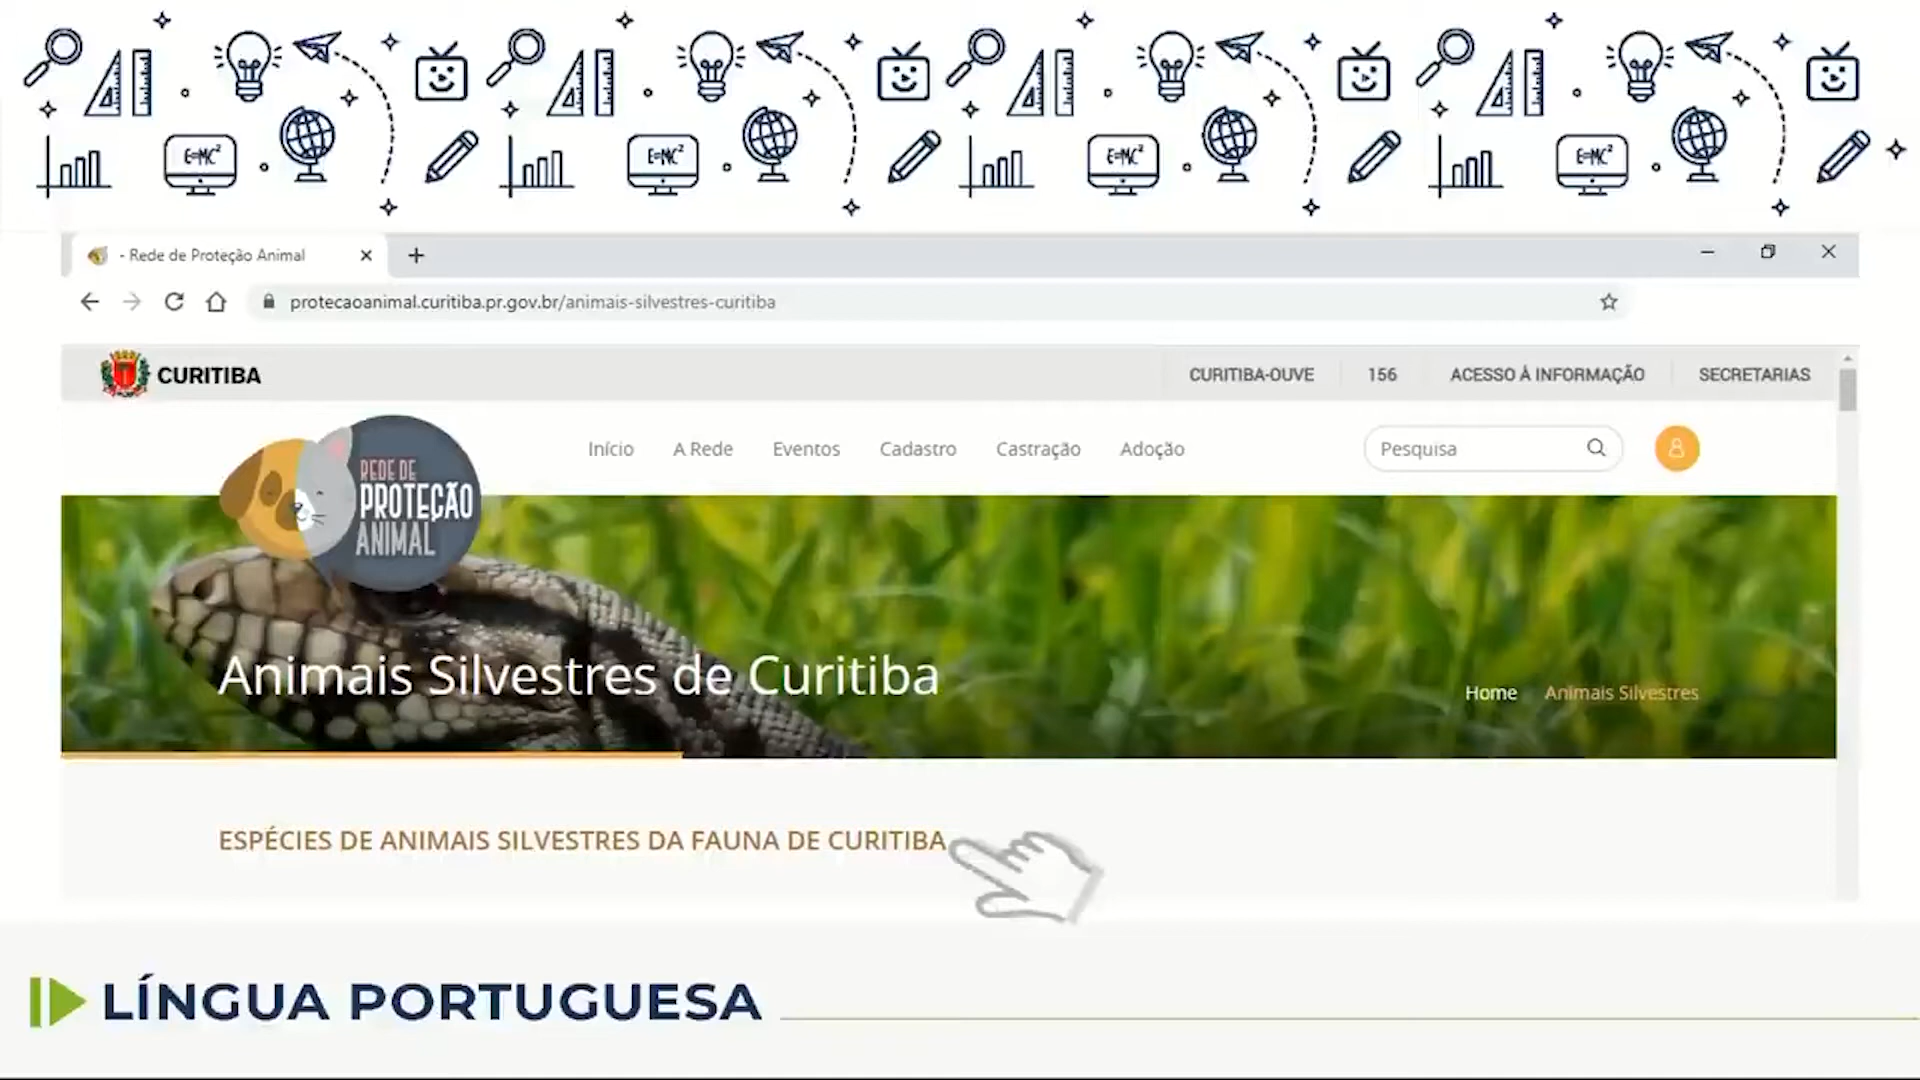 E=MC²
E=MC²
E=MC²
E=MC²
- Rede de Proteção Animal
protecaoanimal.curitiba.pr.gov.br/animais-silvestres-curitiba
CURITIBA
CURITIBA-OUVE
156
ACESSO À INFORMAÇÃO
SECRETARIAS
REDE DE
PROTEÇÃO
ANIMAL
Início
A Rede
Eventos
Cadastro
Castração
Adoção
Pesquisa
Animais Silvestres de Curitiba
Home
Animais Silvestres
ESPÉCIES DE ANIMAIS SILVESTRES DA FAUNA DE CURITIBA
LÍNGUA PORTUGUESA